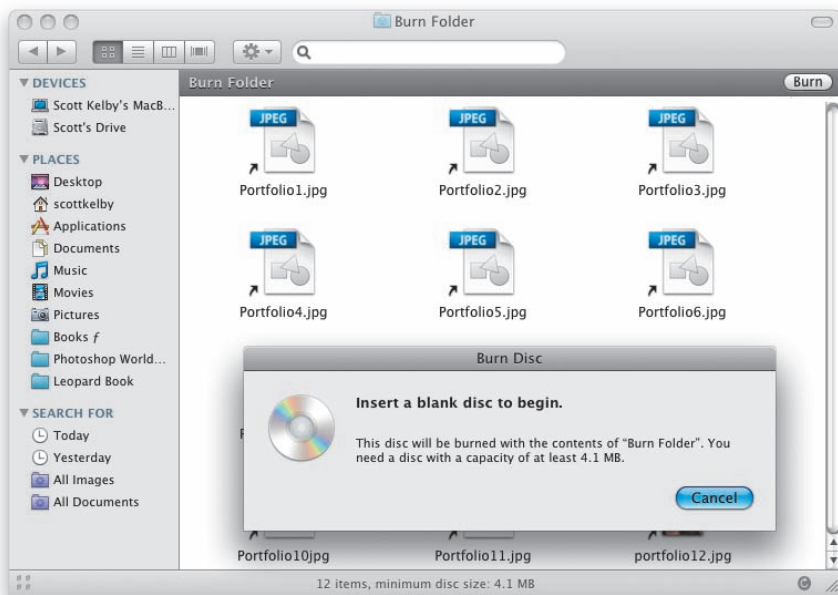 Burn Folder
Burn Folder
Burn
DEVICES
Scott Kelby's MacB...
Scott's Drive
PLACES
Desktop
scottkelby
Applications
Documents
Music
Movies
Pictures
Books ƒ
Photoshop World...
Leopard Book
SEARCH FOR
Today
Yesterday
All Images
All Documents
JPEG
JPEG
JPEG
Portfolio1.jpg
Portfolio2.jpg
Portfolio3.jpg
JPEG
JPEG
JPEG
Portfolio4.jpg
Portfolio5.jpg
Portfolio6.jpg
Burn Disc
Insert a blank disc to begin.
This disc will be burned with the contents of “Burn Folder”. You
need a disc with a capacity of at least 4.1 MB.
Cancel
Portfolio10jpg
Portfolio11.jpg
portfolio12.jpg
12 items, minimum disc size: 4.1 MB